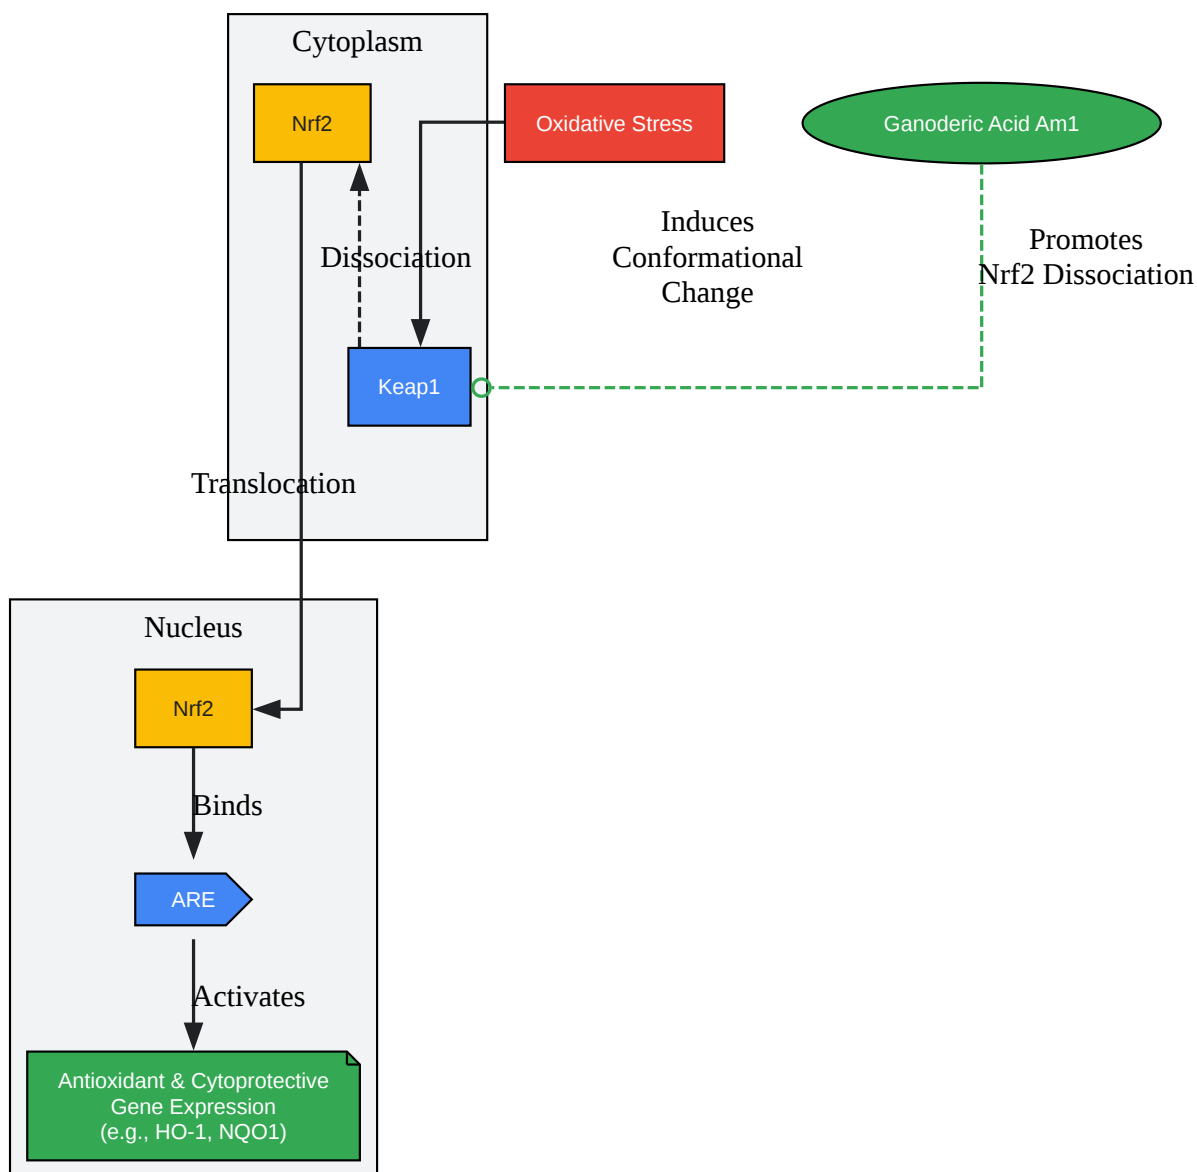 Cytoplasm
Nrf2
Oxidative Stress
Ganoderic Acid Am1
Dissociation
Induces
Conformational
Change
Promotes
Nrf2 Dissociation
Keap1
Translocation
Nucleus
Nrf2
Binds
ARE
Activates
Antioxidant & Cytoprotective
Gene Expression
(e.g., HO-1, NQO1)